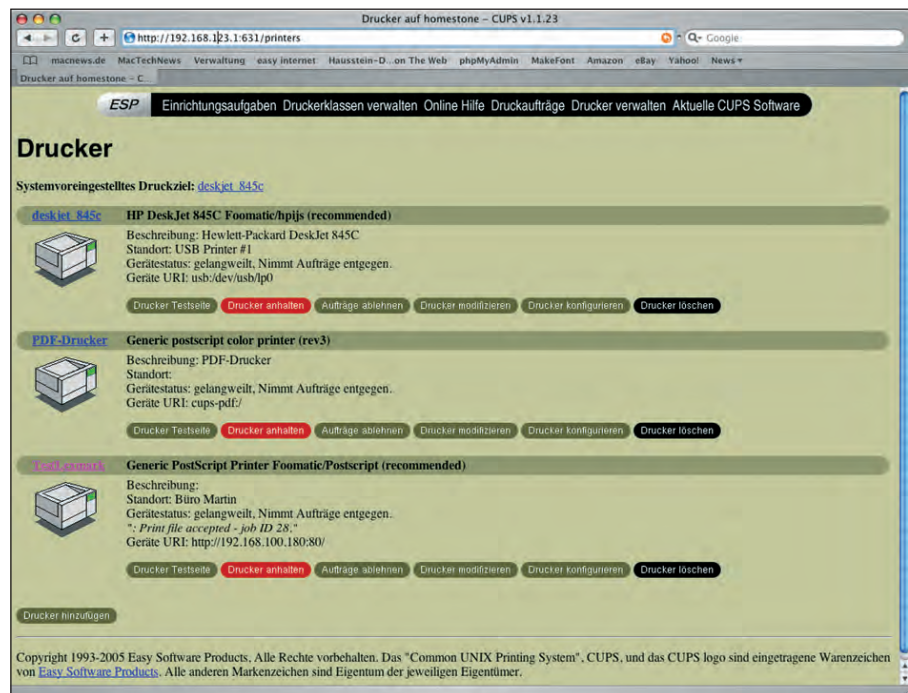 Drucker auf homestone – CUPS v1.1.23
http://192.168.123.1:631/printers
Google
macnews.de MacTechNews Verwaltung easy internet Hausstein-D...on The Web phpMyAdmin MakeFont Amazon eBay Yahoo! News
Drucker auf homestone – C...
ESP Einrichtungsaufgaben Druckerklassen verwalten Online Hilfe Druckaufträge Drucker verwalten Aktuelle CUPS Software
Drucker
Systemvoreingestelltes Druckziel: deskjet_845c
deskjet_845c HP DeskJet 845C Foomatic/hpijs (recommended)
Beschreibung: Hewlett-Packard DeskJet 845C
Standort: USB Printer #1
Gerätestatus: gelangweilt, Nimmt Aufträge entgegen.
Geräte URI: usb:/dev/usb/lp0
Drucker Testseite Drucker anhalten Aufträge ablehnen Drucker modifizieren Drucker konfigurieren Drucker löschen
PDF-Drucker Generic postscript color printer (rev3)
Beschreibung: PDF-Drucker
Standort:
Gerätestatus: gelangweilt, Nimmt Aufträge entgegen.
Geräte URI: cups-pdf:/
Drucker Testseite Drucker anhalten Aufträge ablehnen Drucker modifizieren Drucker konfigurieren Drucker löschen
Generic PostScript Printer Foomatic/Postscript (recommended)
Beschreibung:
Standort: Büro Martin
Gerätestatus: gelangweilt, Nimmt Aufträge entgegen.
": Print file accepted - job ID 28."
Geräte URI: http://192.168.100.180:80/
Drucker Testseite Drucker anhalten Aufträge ablehnen Drucker modifizieren Drucker konfigurieren Drucker löschen
Drucker hinzufügen
Copyright 1993-2005 Easy Software Products, Alle Rechte vorbehalten. Das "Common UNIX Printing System", CUPS, und das CUPS logo sind eingetragene Warenzeichen
von Easy Software Products. Alle anderen Markenzeichen sind Eigentum der jeweiligen Eigentümer.